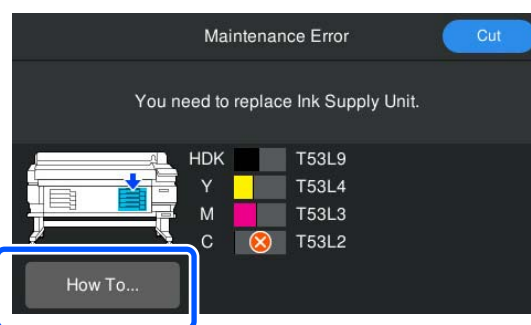 Maintenance Error
Cut
You need to replace Ink Supply Unit.
HDK T53L9
Y T53L4
M T53L3
C T53L2
How To...